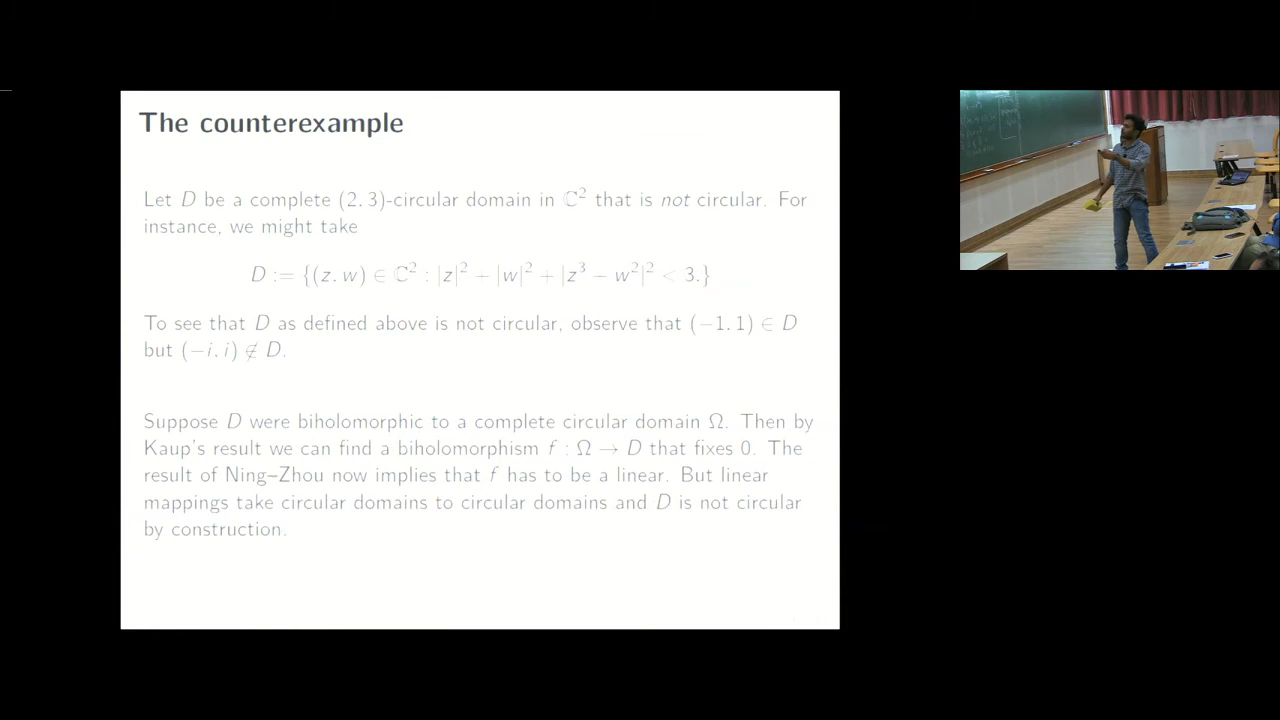 The counterexample
Let D be a complete (2, 3)-circular domain in ℂ² that is not circular. For
instance, we might take
D := {(z, w) ∈ ℂ² : |z|² + |w|² + |z³ − w²|² < 3.}
To see that D as defined above is not circular, observe that (−1, 1) ∈ D
but (−i, i) ∉ D.
Suppose D were biholomorphic to a complete circular domain Ω. Then by
Kaup's result we can find a biholomorphism f : Ω → D that fixes 0. The
result of Ning–Zhou now implies that f has to be a linear. But linear
mappings take circular domains to circular domains and D is not circular
by construction.